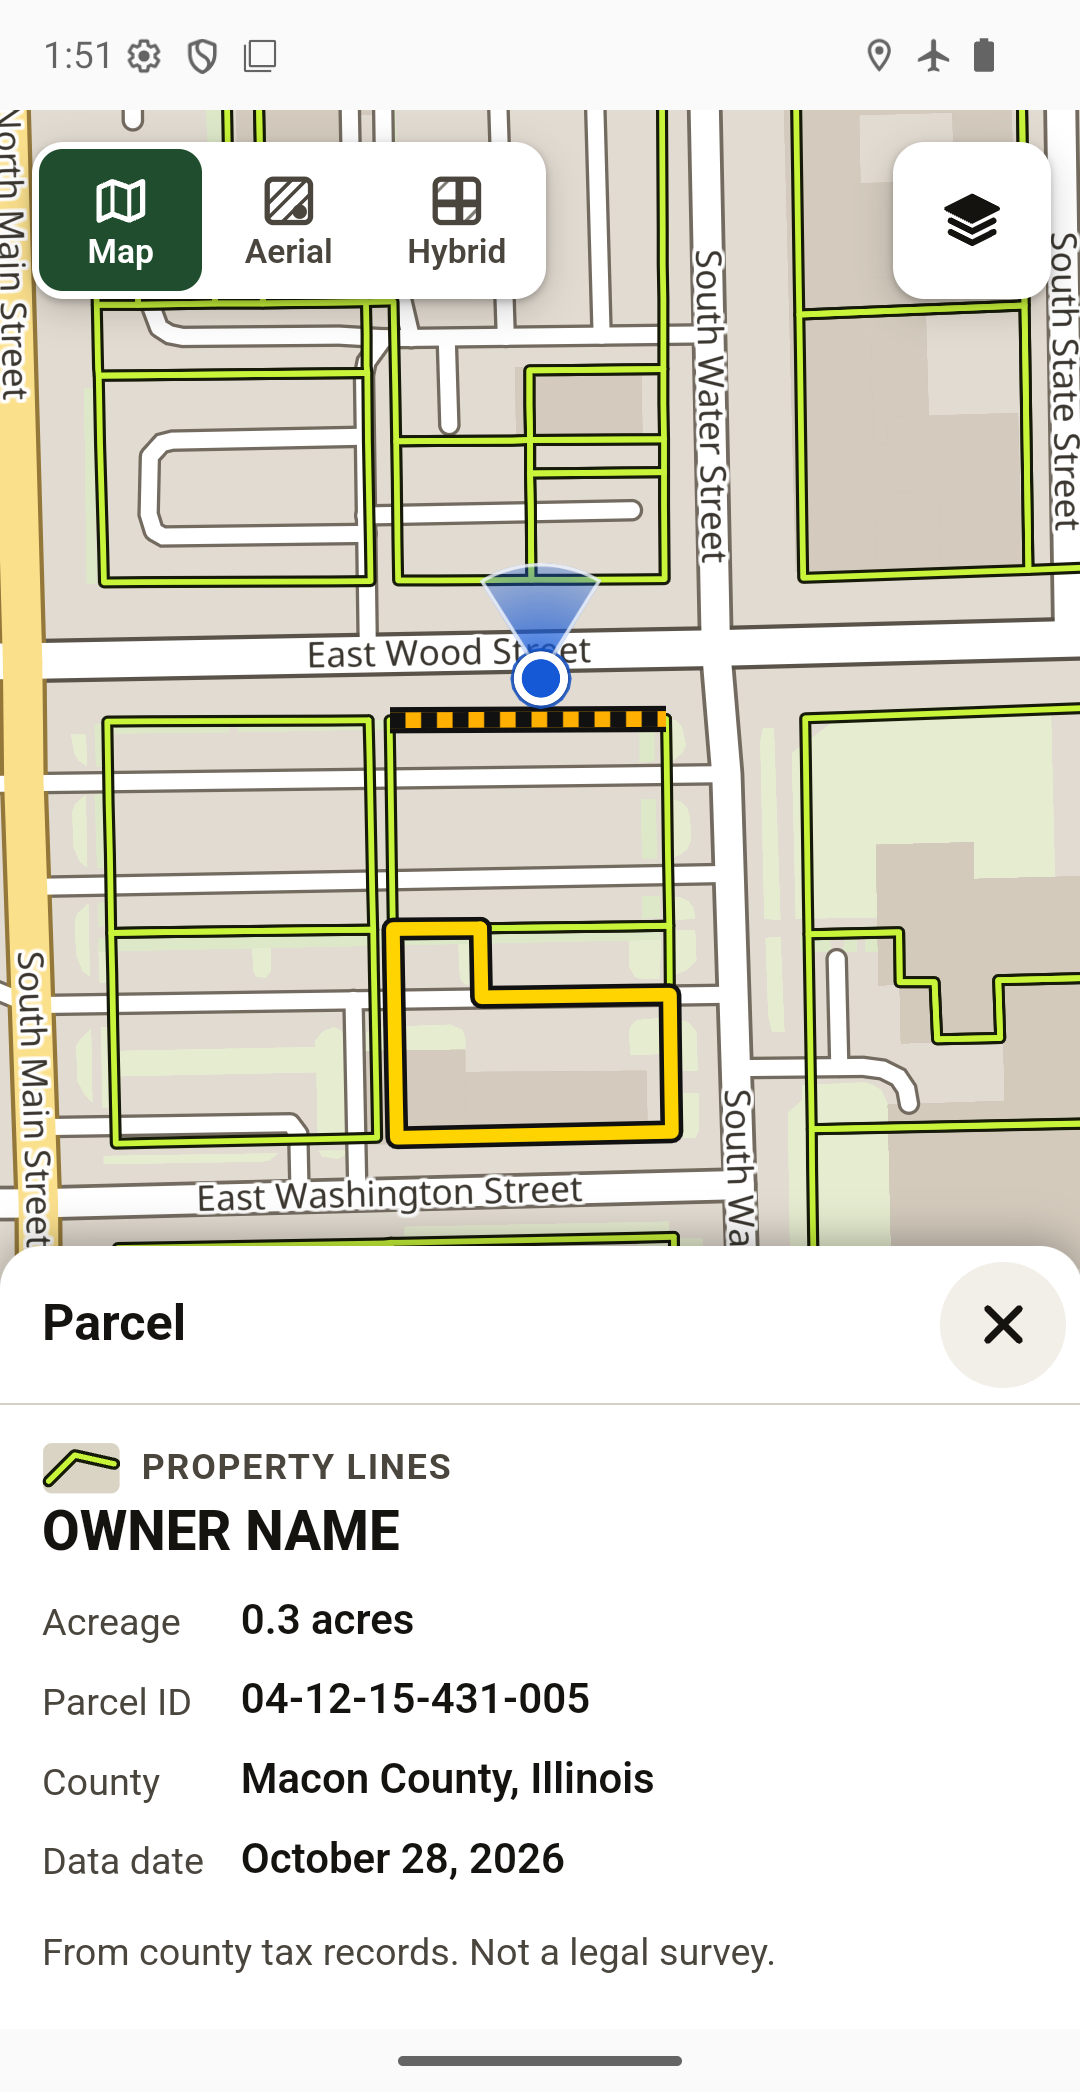 1:51
North Main Street
Map
Aerial
Hybrid
South Water Street
South State Street
East Wood Street
South Main Street
South Wa
East Washington Street
Parcel
PROPERTY LINES
OWNER NAME
Acreage 0.3 acres
Parcel ID 04-12-15-431-005
County Macon County, Illinois
Data date October 28, 2026
From county tax records. Not a legal survey.